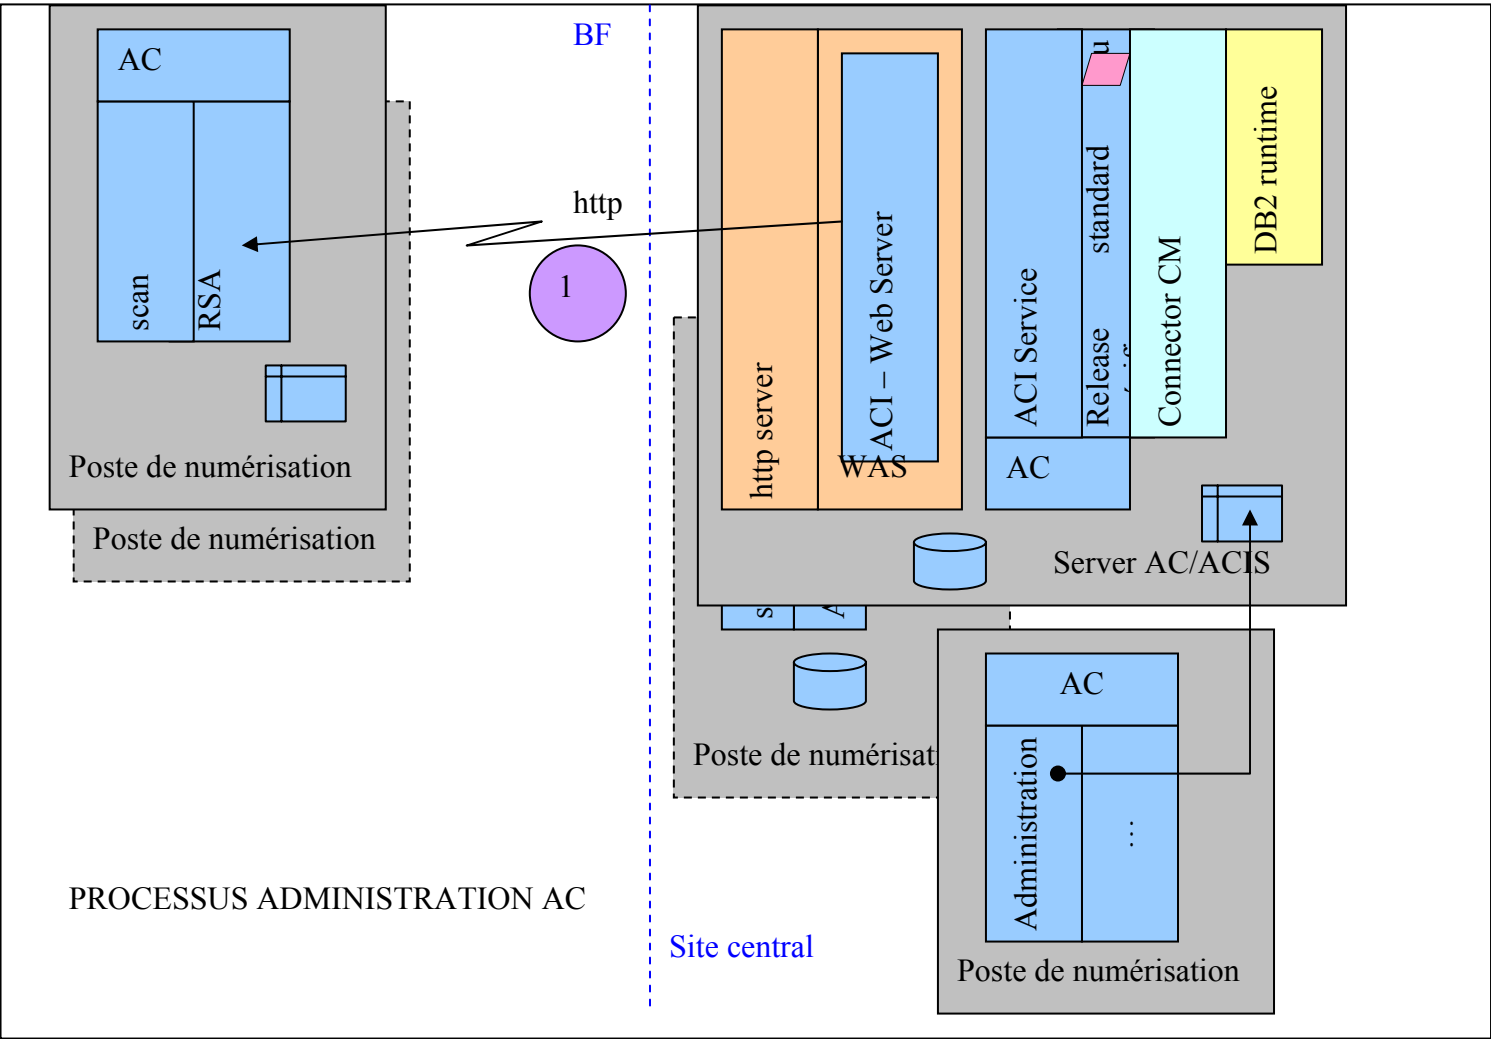 AC
scan
RSA
Poste de numérisation
Poste de numérisation
BF
http
1
http server
WAS
ACI – Web Server
ACI Service
Release standard
Connector CM
DB2 runtime
AC
Server AC/ACIS
Poste de numérisat
AC
Administration
...
Poste de numérisation
PROCESSUS ADMINISTRATION AC
Site central